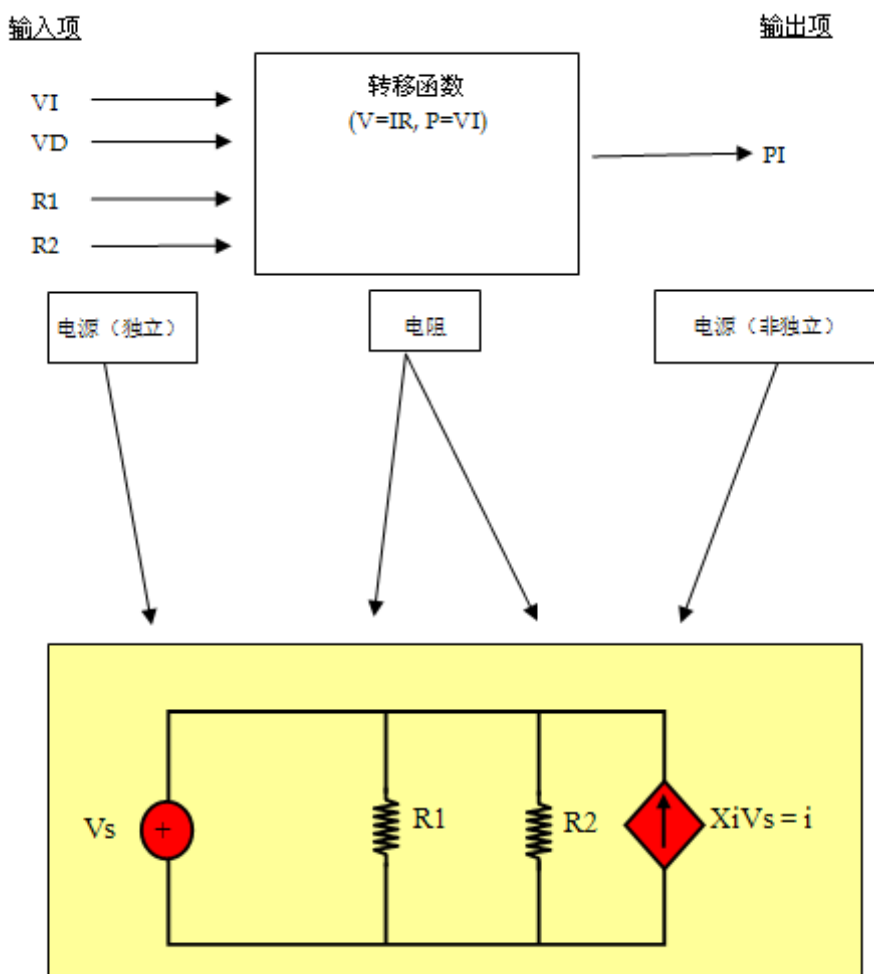 输入项
输出项
转移函数
(V=IR, P=VI)
VI
VD
R1
R2
PI
电源（独立）
电阻
电源（非独立）
Vs
+
R1
R2
XiVs = i